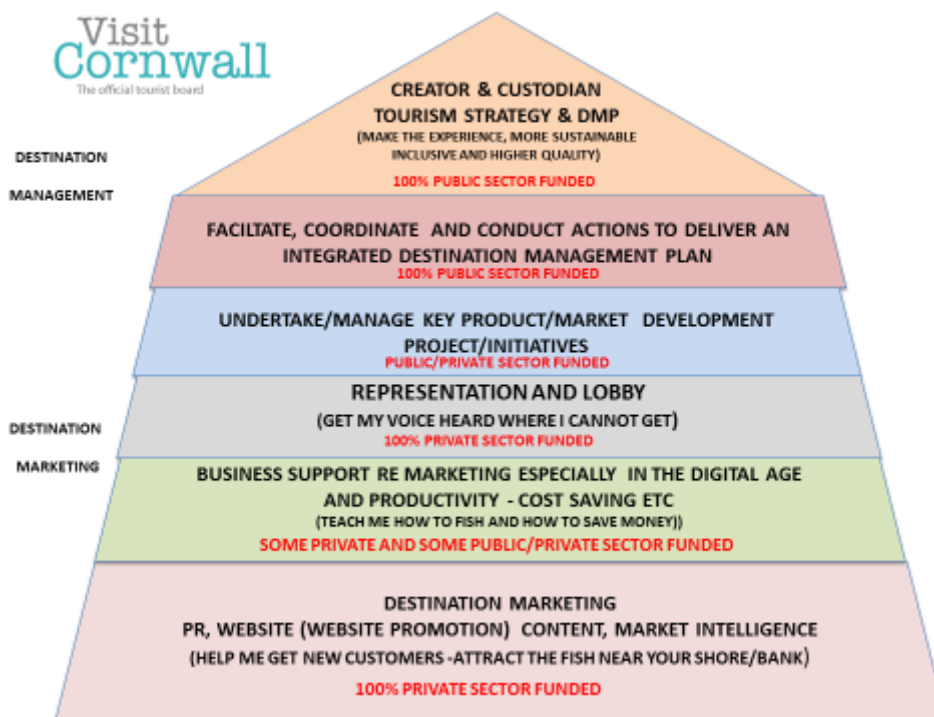 Visit
Cornwall
The official tourist board
CREATOR & CUSTODIAN
TOURISM STRATEGY & DMP
(MAKE THE EXPERIENCE, MORE SUSTAINABLE
INCLUSIVE AND HIGHER QUALITY)
100% PUBLIC SECTOR FUNDED
DESTINATION
MANAGEMENT
FACILTATE, COORDINATE AND CONDUCT ACTIONS TO DELIVER AN
INTEGRATED DESTINATION MANAGEMENT PLAN
100% PUBLIC SECTOR FUNDED
UNDERTAKE/MANAGE KEY PRODUCT/MARKET DEVELOPMENT
PROJECT/INITIATIVES
PUBLIC/PRIVATE SECTOR FUNDED
REPRESENTATION AND LOBBY
(GET MY VOICE HEARD WHERE I CANNOT GET)
100% PRIVATE SECTOR FUNDED
DESTINATION
MARKETING
BUSINESS SUPPORT RE MARKETING ESPECIALLY IN THE DIGITAL AGE
AND PRODUCTIVITY - COST SAVING ETC
(TEACH ME HOW TO FISH AND HOW TO SAVE MONEY))
SOME PRIVATE AND SOME PUBLIC/PRIVATE SECTOR FUNDED
DESTINATION MARKETING
PR, WEBSITE (WEBSITE PROMOTION) CONTENT, MARKET INTELLIGENCE
(HELP ME GET NEW CUSTOMERS -ATTRACT THE FISH NEAR YOUR SHORE/BANK)
100% PRIVATE SECTOR FUNDED